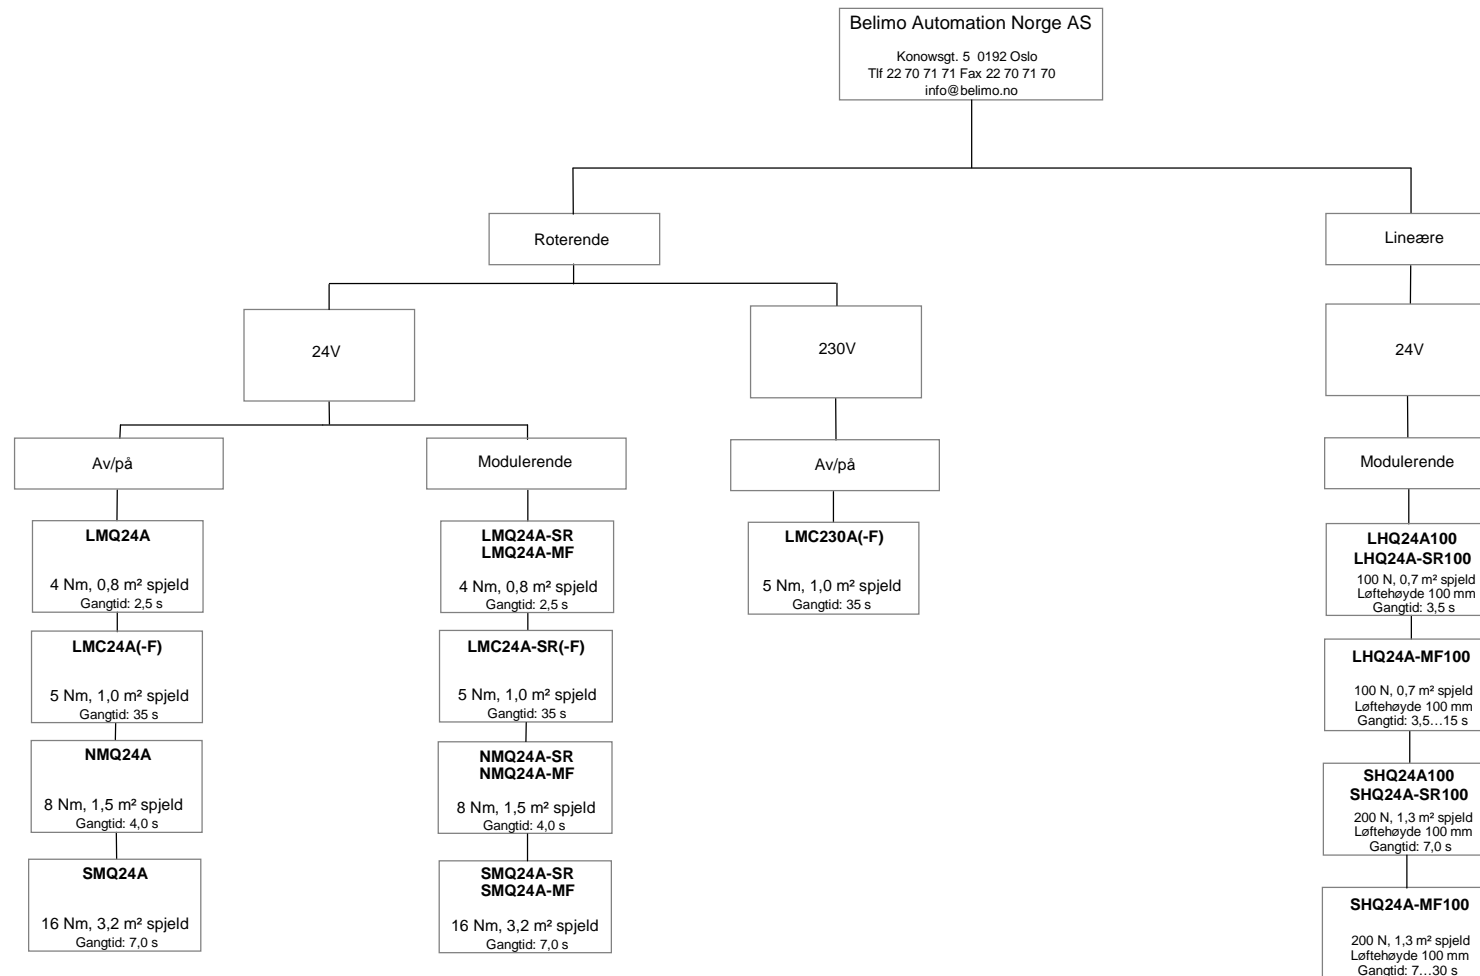 Belimo Automation Norge AS
Konowsgt. 5 0192 Oslo
Tlf 22 70 71 71 Fax 22 70 71 70
info@belimo.no
Roterende
Lineære
24V
230V
24V
Av/på
Modulerende
Av/på
Modulerende
LMQ24A
4 Nm, 0,8 m² spjeld
Gangtid: 2,5 s
LMC24A(-F)
5 Nm, 1,0 m² spjeld
Gangtid: 35 s
NMQ24A
8 Nm, 1,5 m² spjeld
Gangtid: 4,0 s
SMQ24A
16 Nm, 3,2 m² spjeld
Gangtid: 7,0 s
LMQ24A-SR
LMQ24A-MF
4 Nm, 0,8 m² spjeld
Gangtid: 2,5 s
LMC24A-SR(-F)
5 Nm, 1,0 m² spjeld
Gangtid: 35 s
NMQ24A-SR
NMQ24A-MF
8 Nm, 1,5 m² spjeld
Gangtid: 4,0 s
SMQ24A-SR
SMQ24A-MF
16 Nm, 3,2 m² spjeld
Gangtid: 7,0 s
LMC230A(-F)
5 Nm, 1,0 m² spjeld
Gangtid: 35 s
LHQ24A100
LHQ24A-SR100
100 N, 0,7 m² spjeld
Løftehøyde 100 mm
Gangtid: 3,5 s
LHQ24A-MF100
100 N, 0,7 m² spjeld
Løftehøyde 100 mm
Gangtid: 3,5…15 s
SHQ24A100
SHQ24A-SR100
200 N, 1,3 m² spjeld
Løftehøyde 100 mm
Gangtid: 7,0 s
SHQ24A-MF100
200 N, 1,3 m² spjeld
Løftehøyde 100 mm
Gangtid: 7…30 s